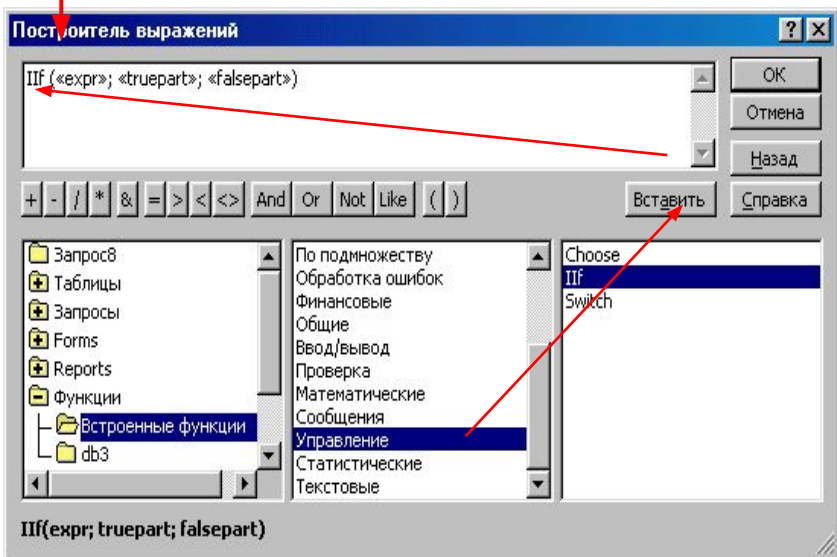 Построитель выражений
IIf («expr»; «truepart»; «falsepart»)
OK
Отмена
Назад
+ - / * & = > < <> And Or Not Like ( )
Вставить
Справка
Запрос8
Таблицы
Запросы
Forms
Reports
Функции
Встроенные функции
db3
По подмножеству
Обработка ошибок
Финансовые
Общие
Ввод/вывод
Проверка
Математические
Сообщения
Управление
Статистические
Текстовые
Choose
IIf
Switch
IIf(expr; truepart; falsepart)